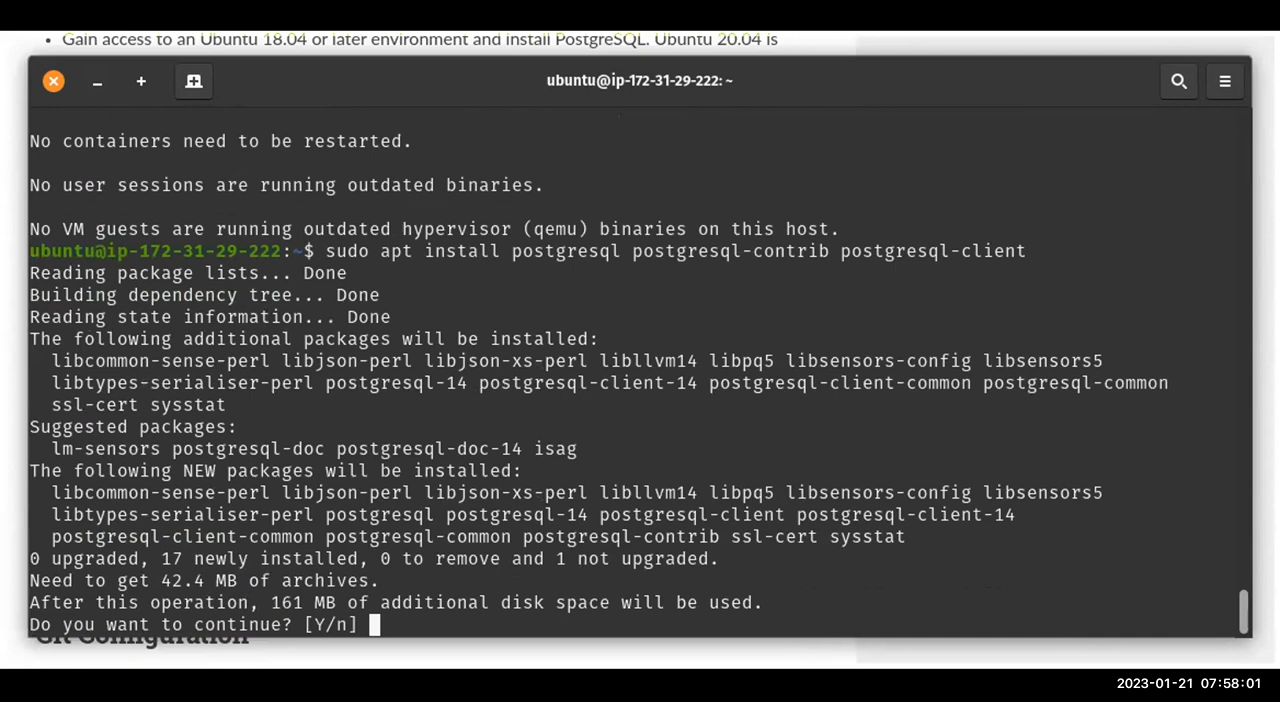 • Gain access to an Ubuntu 18.04 or later environment and install PostgreSQL. Ubuntu 20.04 is
ubuntu@ip-172-31-29-222: ~
No containers need to be restarted.
No user sessions are running outdated binaries.
No VM guests are running outdated hypervisor (qemu) binaries on this host.
ubuntu@ip-172-31-29-222:~$ sudo apt install postgresql postgresql-contrib postgresql-client
Reading package lists... Done
Building dependency tree... Done
Reading state information... Done
The following additional packages will be installed:
  libcommon-sense-perl libjson-perl libjson-xs-perl libllvm14 libpq5 libsensors-config libsensors5
  libtypes-serialiser-perl postgresql-14 postgresql-client-14 postgresql-client-common postgresql-common
  ssl-cert sysstat
Suggested packages:
  lm-sensors postgresql-doc postgresql-doc-14 isag
The following NEW packages will be installed:
  libcommon-sense-perl libjson-perl libjson-xs-perl libllvm14 libpq5 libsensors-config libsensors5
  libtypes-serialiser-perl postgresql postgresql-14 postgresql-client postgresql-client-14
  postgresql-client-common postgresql-common postgresql-contrib ssl-cert sysstat
0 upgraded, 17 newly installed, 0 to remove and 1 not upgraded.
Need to get 42.4 MB of archives.
After this operation, 161 MB of additional disk space will be used.
Do you want to continue? [Y/n]
Git Configuration
2023-01-21 07:58:01